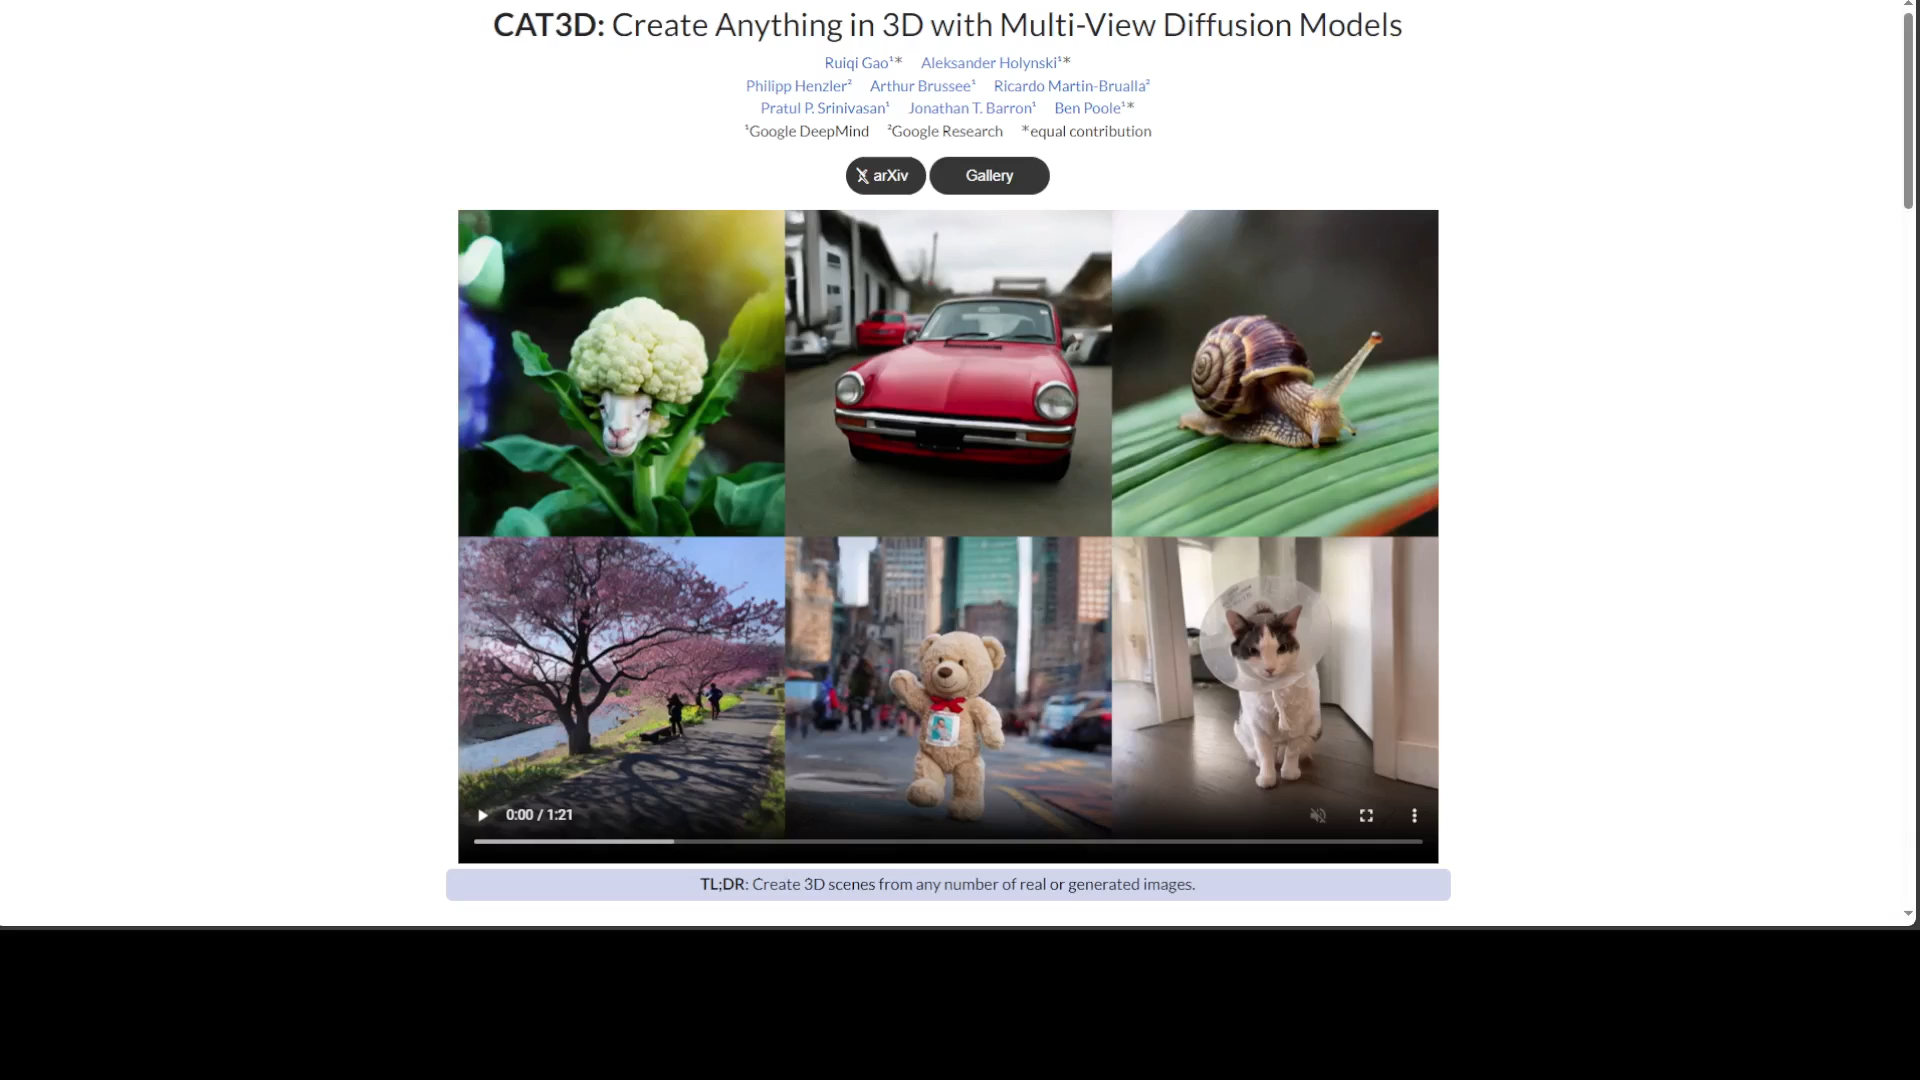 CAT3D: Create Anything in 3D with Multi-View Diffusion Models
Ruiqi Gao¹* Aleksander Holynski¹*
Philipp Henzler² Arthur Brussee¹ Ricardo Martin-Brualla²
Pratul P. Srinivasan¹ Jonathan T. Barron¹ Ben Poole¹*
¹Google DeepMind ²Google Research *equal contribution
arXiv Gallery
0:00 / 1:21
TL;DR: Create 3D scenes from any number of real or generated images.